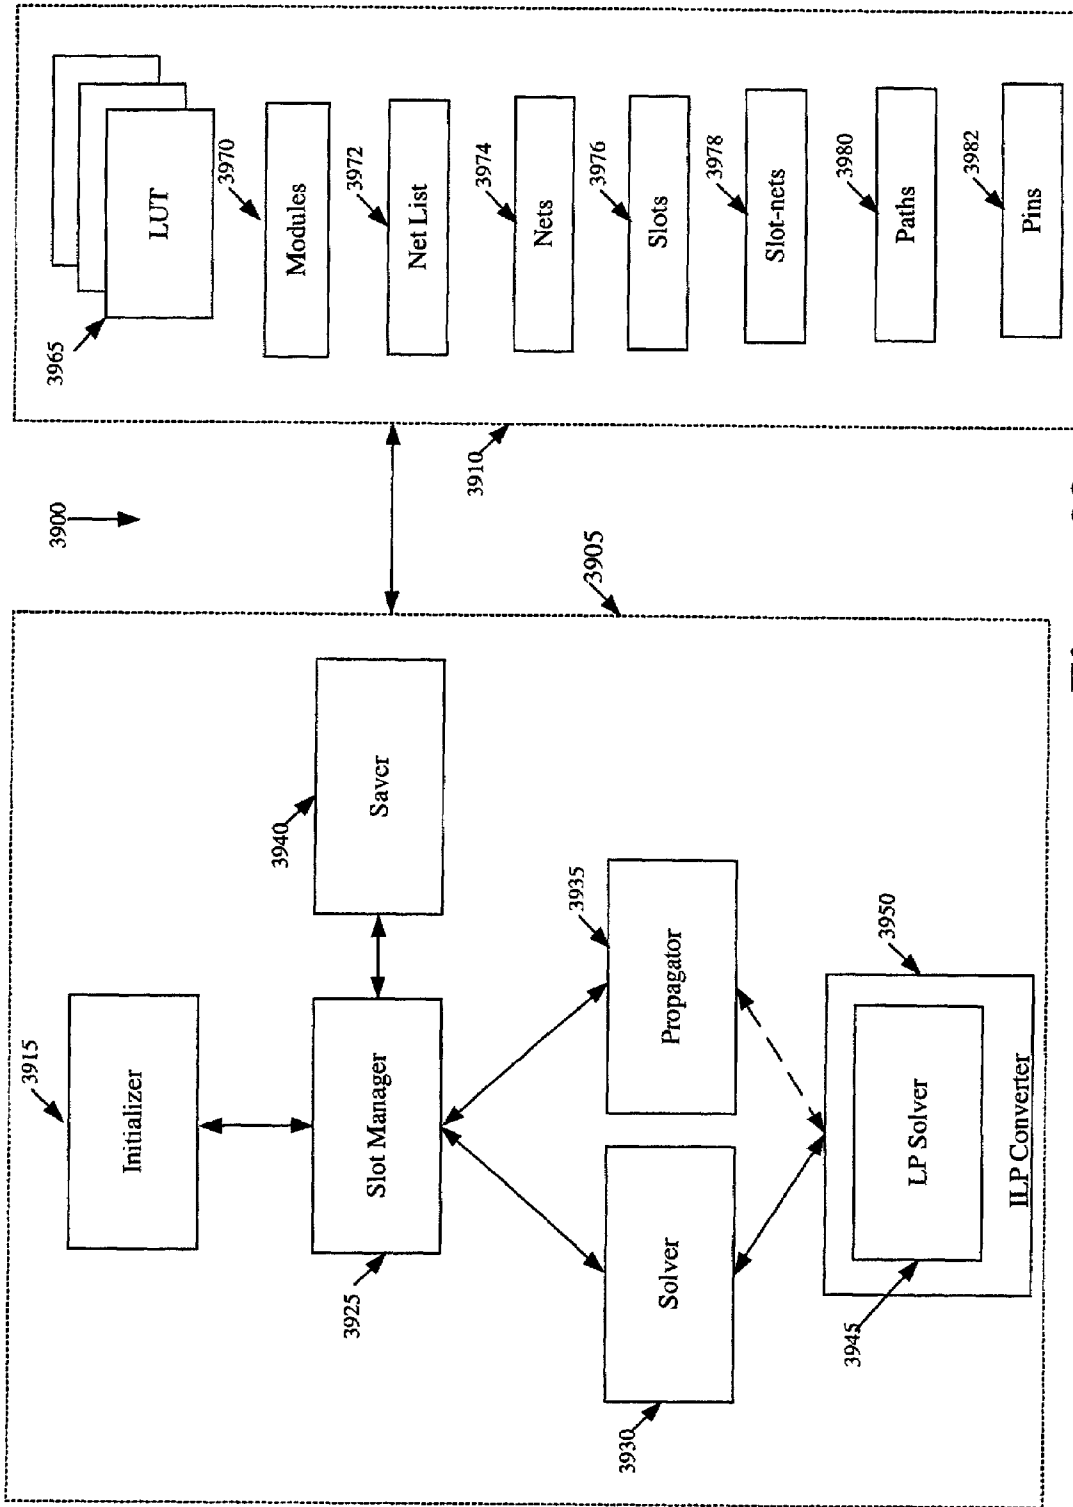 3900
3905
3915
Initializer
3925
Slot Manager
3940
Saver
3930
Solver
3935
Propagator
3945
LP Solver
ILP Converter
3950
3910
3965
LUT
3970
Modules
3972
Net List
3974
Nets
3976
Slots
3978
Slot-nets
3980
Paths
3982
Pins